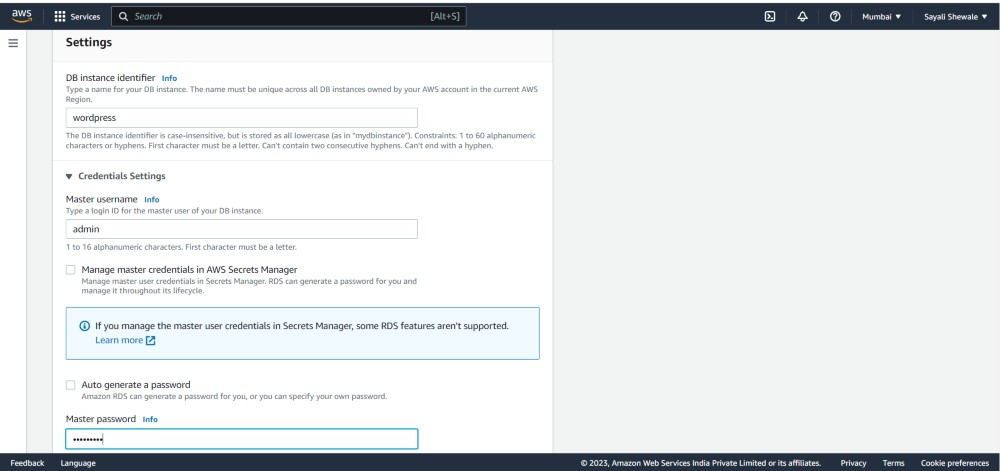 aws Services Search [Alt+S] Mumbai ▼ Sayali Shewale ▼
Settings
DB instance identifier Info
Type a name for your DB instance. The name must be unique across all DB instances owned by your AWS account in the current AWS
Region.
wordpress
The DB instance identifier is case-insensitive, but is stored as all lowercase (as in "mydbinstance"). Constraints: 1 to 60 alphanumeric
characters or hyphens. First character must be a letter. Can't contain two consecutive hyphens. Can't end with a hyphen.
▼ Credentials Settings
Master username Info
Type a login ID for the master user of your DB instance.
admin
1 to 16 alphanumeric characters. First character must be a letter.
Manage master credentials in AWS Secrets Manager
Manage master user credentials in Secrets Manager. RDS can generate a password for you and
manage it throughout its lifecycle.
If you manage the master user credentials in Secrets Manager, some RDS features aren't supported.
Learn more
Auto generate a password
Amazon RDS can generate a password for you, or you can specify your own password.
Master password Info
•••••••••
Feedback Language © 2023, Amazon Web Services India Private Limited or its affiliates. Privacy Terms Cookie preferences